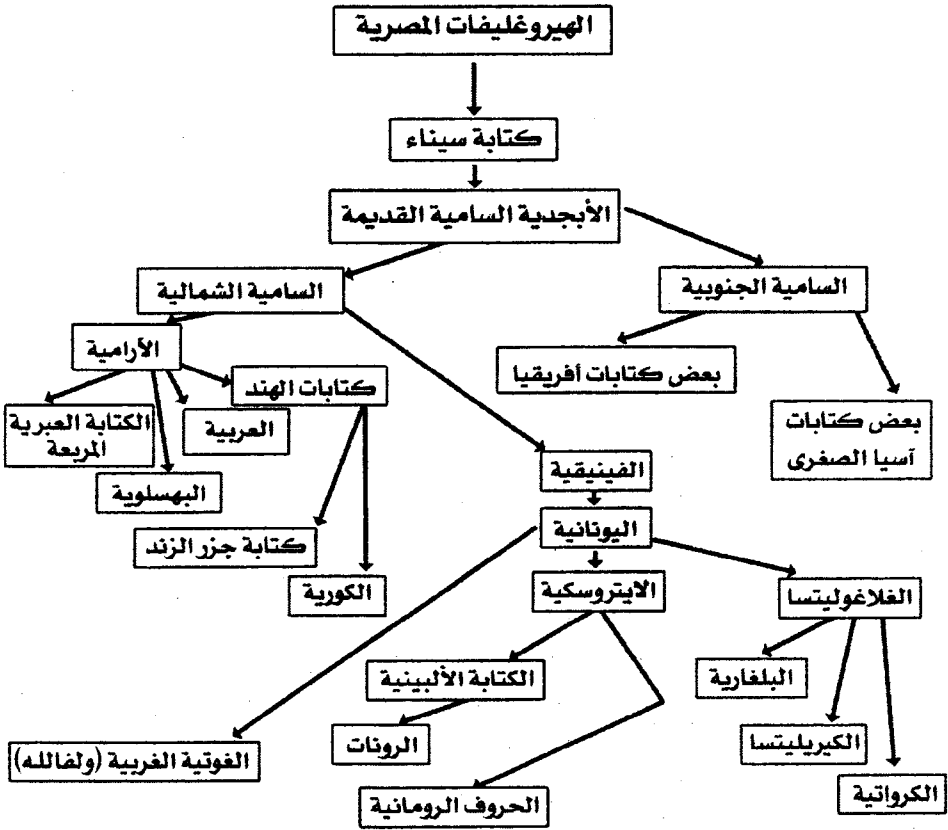 الهيروغليفات المصرية
كتابة سيناء
الأبجدية السامية القديمة
السامية الجنوبية
السامية الشمالية
الأرامية
بعض كتابات أفريقيا
كتابات الهند
بعض كتابات
آسيا الصغرى
العربية
الكتابة العبرية
المربعة
الفينيقية
البهسلوية
اليونانية
كتابة جزر الزند
الكورية
الايتروسكية
الغلاغوليتسا
الكتابة الألبينية
البلغارية
الرونات
الكيريليتسا
الغوتية الغربية (ولفالله)
الكرواتية
الحروف الرومانية